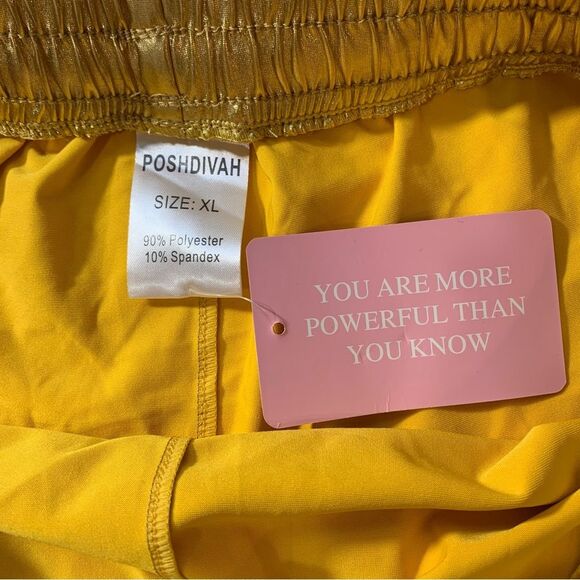 POSHDIVAH
SIZE: XL
90% Polyester
10% Spandex
YOU ARE MORE
POWERFUL THAN
YOU KNOW